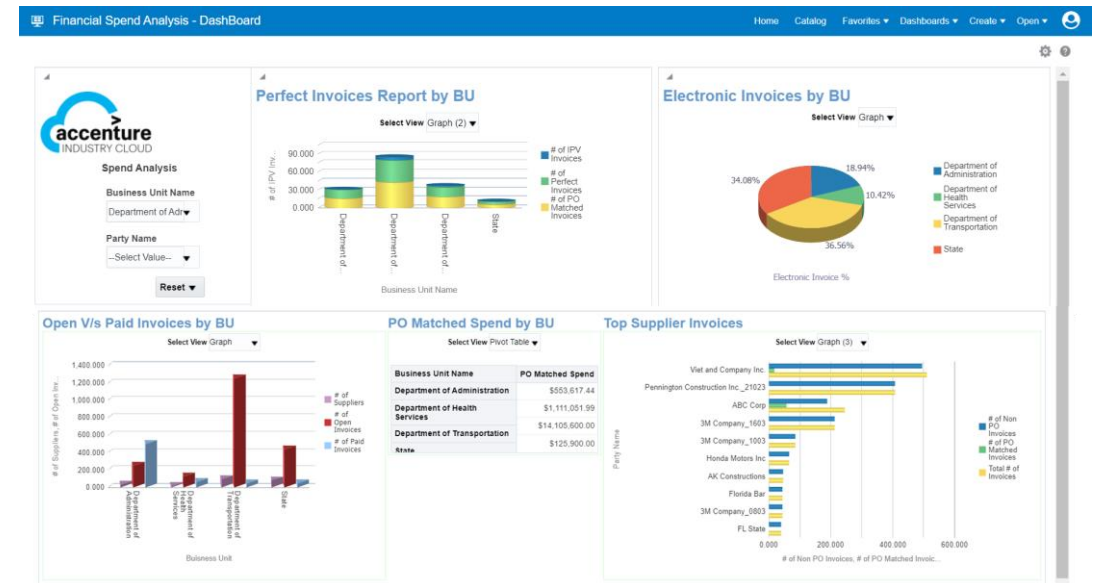 Financial Spend Analysis - DashBoard
Home Catalog Favorites Dashboards Create Open
accenture
INDUSTRY CLOUD
Spend Analysis
Business Unit Name
Department of Adr
Party Name
--Select Value--
Reset
Perfect Invoices Report by BU
Select View Graph (2)
# of IPV Inv...
90.000
60.000
30.000
0.000
Department of...
Department of...
Department of...
State
Business Unit Name
# of IPV
Invoices
# of
Perfect
Invoices
# of PO
Matched
Invoices
Electronic Invoices by BU
Select View Graph
34.08%
18.94%
10.42%
36.56%
Electronic Invoice %
Department of
Administration
Department of
Health
Services
Department of
Transportation
State
Open V/s Paid Invoices by BU
Select View Graph
# of Suppliers, # of Open Inv...
1,400.000
1,200.000
1,000.000
800.000
600.000
400.000
200.000
0.000
Department of
Administration
Department of
Health
Services
Department of
Transportation
State
Buisness Unit
# of
Suppliers
# of
Open
Invoices
# of Paid
Invoices
PO Matched Spend by BU
Select View Pivot Table
Business Unit Name PO Matched Spend
Department of Administration $553,617.44
Department of Health
Services $1,111,051.99
$14,105,600.00
Department of Transportation
$125,900.00
State
Top Supplier Invoices
Select View Graph (3)
Party Name
Viet and Company Inc.
Pennington Construction Inc._21023
ABC Corp
3M Company_1603
3M Company_1003
Honda Motors Inc
AK Constructions
Florida Bar
3M Company_0803
FL State
0.000 200.000 400.000 600.000
# of Non PO Invoices, # of PO Matched Invoic...
# of Non
PO
Invoices
# of PO
Matched
Invoices
Total # of
Invoices